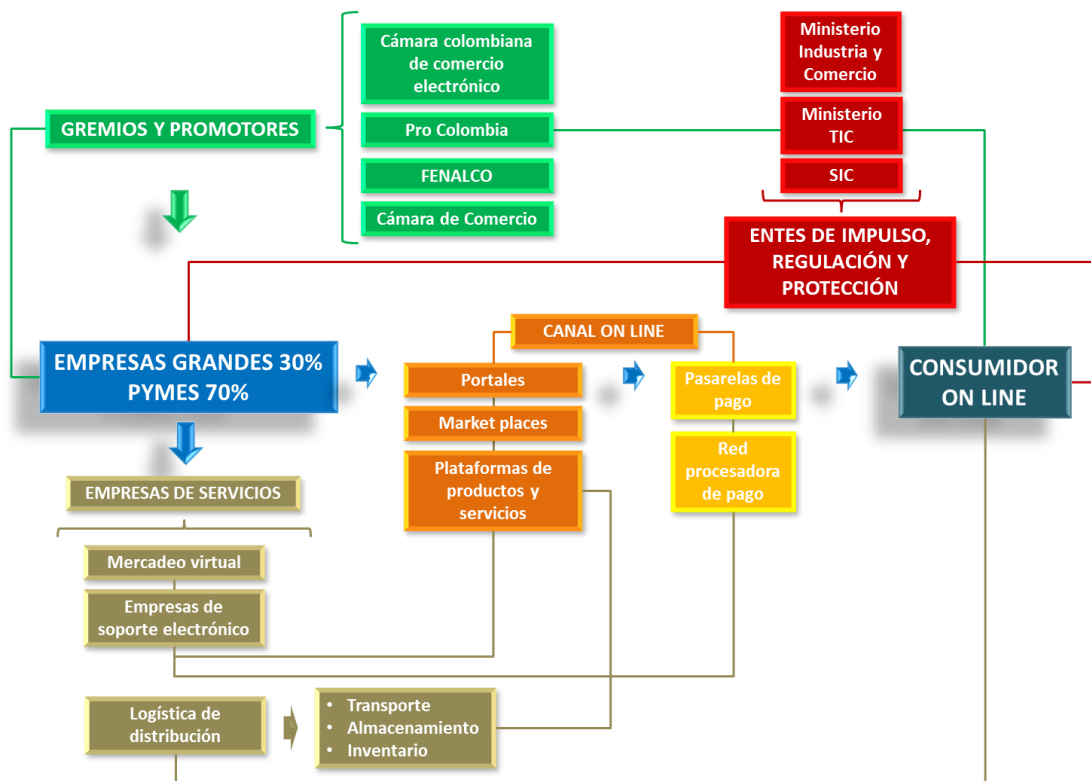 GREMIOS Y PROMOTORES
Cámara colombiana
de comercio
electrónico
Pro Colombia
FENALCO
Cámara de Comercio
Ministerio
Industria y
Comercio
Ministerio
TIC
SIC
ENTES DE IMPULSO,
REGULACIÓN Y
PROTECCIÓN
EMPRESAS GRANDES 30%
PYMES 70%
CANAL ON LINE
Portales
Market places
Plataformas de
productos y
servicios
Pasarelas de
pago
Red
procesadora
de pago
CONSUMIDOR
ON LINE
EMPRESAS DE SERVICIOS
Mercadeo virtual
Empresas de
soporte electrónico
Logística de
distribución
• Transporte
• Almacenamiento
• Inventario